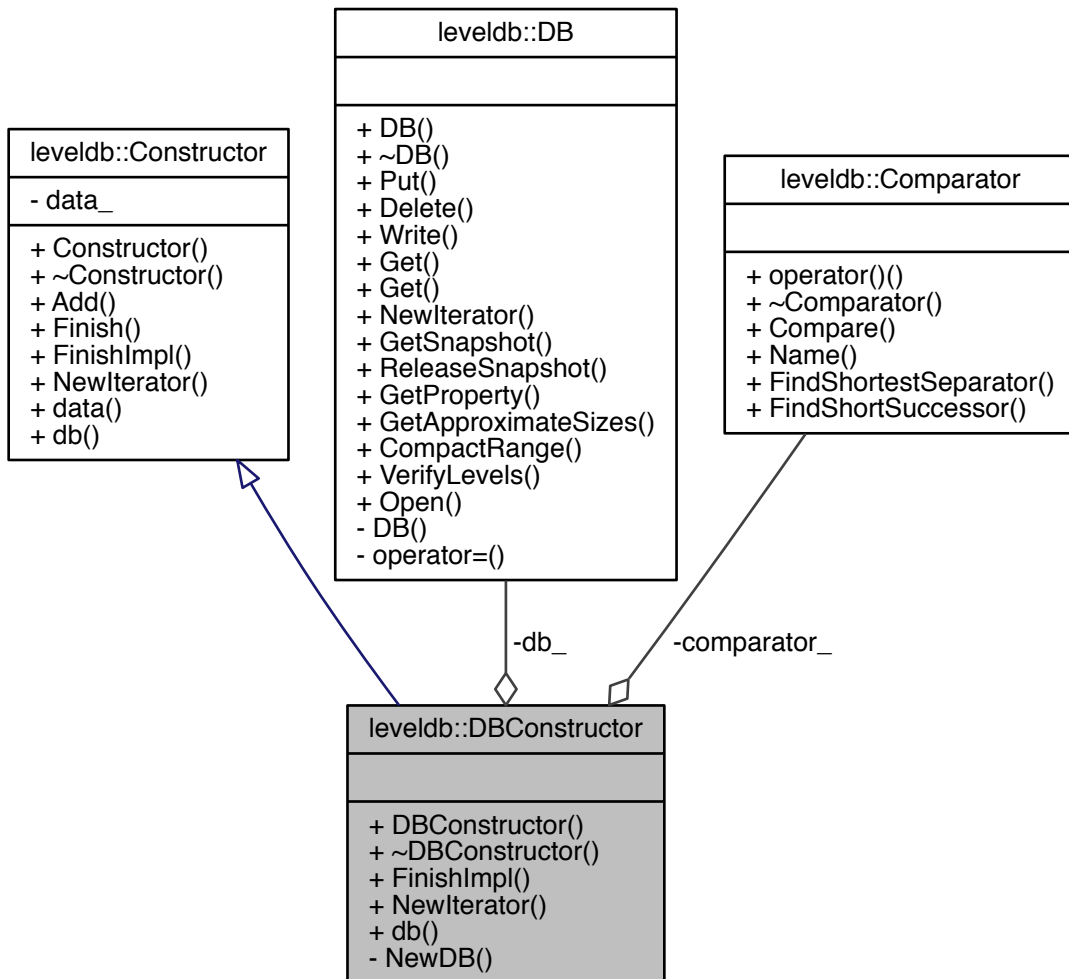 leveldb::DB
+ DB()
+ ~DB()
+ Put()
+ Delete()
+ Write()
+ Get()
+ Get()
+ NewIterator()
+ GetSnapshot()
+ ReleaseSnapshot()
+ GetProperty()
+ GetApproximateSizes()
+ CompactRange()
+ VerifyLevels()
+ Open()
- DB()
- operator=()
leveldb::Constructor
- data_
+ Constructor()
+ ~Constructor()
+ Add()
+ Finish()
+ FinishImpl()
+ NewIterator()
+ data()
+ db()
leveldb::Comparator
+ operator()()
+ ~Comparator()
+ Compare()
+ Name()
+ FindShortestSeparator()
+ FindShortSuccessor()
-db_
-comparator_
leveldb::DBConstructor
+ DBConstructor()
+ ~DBConstructor()
+ FinishImpl()
+ NewIterator()
+ db()
- NewDB()